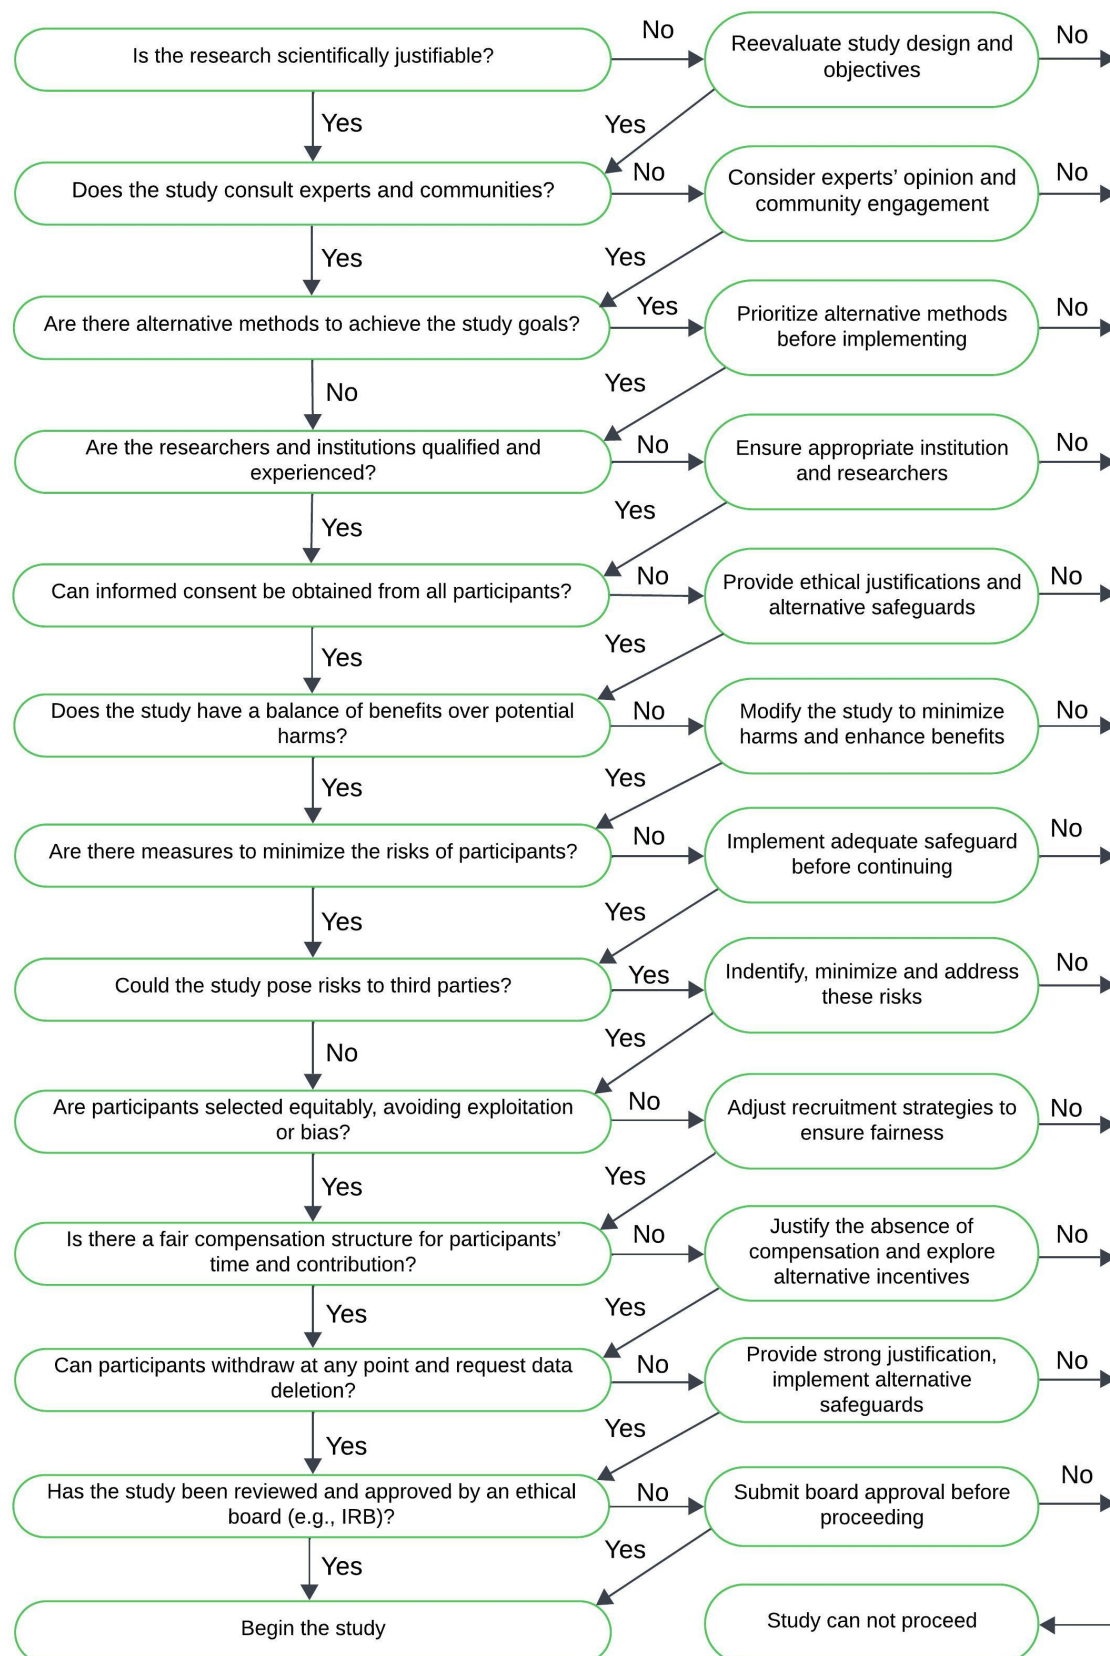 Is the research scientifically justifiable?
No
Reevaluate study design and
objectives
No
Yes
Yes
Does the study consult experts and communities?
No
Consider experts’ opinion and
community engagement
No
Yes
Yes
Are there alternative methods to achieve the study goals?
Yes
Prioritize alternative methods
before implementing
No
No
Yes
Are the researchers and institutions qualified and
experienced?
No
Ensure appropriate institution
and researchers
No
Yes
Yes
Can informed consent be obtained from all participants?
No
Provide ethical justifications and
alternative safeguards
No
Yes
Yes
Does the study have a balance of benefits over potential
harms?
No
Modify the study to minimize
harms and enhance benefits
No
Yes
Yes
Are there measures to minimize the risks of participants?
No
Implement adequate safeguard
before continuing
No
Yes
Yes
Could the study pose risks to third parties?
Yes
Indentify, minimize and address
these risks
No
No
Yes
Are participants selected equitably, avoiding exploitation
or bias?
No
Adjust recruitment strategies to
ensure fairness
No
Yes
Yes
Is there a fair compensation structure for participants’
time and contribution?
No
Justify the absence of
compensation and explore
alternative incentives
No
Yes
Yes
Can participants withdraw at any point and request data
deletion?
No
Provide strong justification,
implement alternative
safeguards
No
Yes
Yes
Has the study been reviewed and approved by an ethical
board (e.g., IRB)?
No
Submit board approval before
proceeding
No
Yes
Yes
Begin the study
Study can not proceed